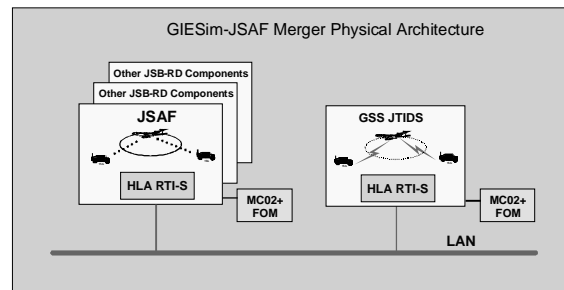 GIESim-JSAF Merger Physical Architecture
Other JSB-RD Components
Other JSB-RD Components
JSAF
HLA RTI-S
MC02+
FOM
GSS JTIDS
HLA RTI-S
MC02+
FOM
LAN